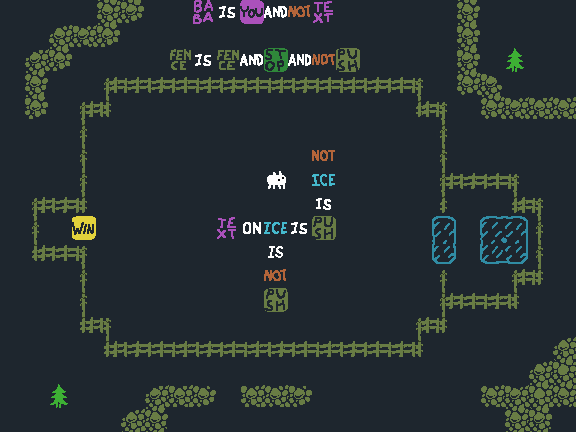 BABA IS YOU AND NOT TEXT
FENCE IS FENCE AND STOP AND NOT PUSH
NOT
ICE
IS
TEXT ON ICE IS PUSH
WIN
IS
NOT
PUSH